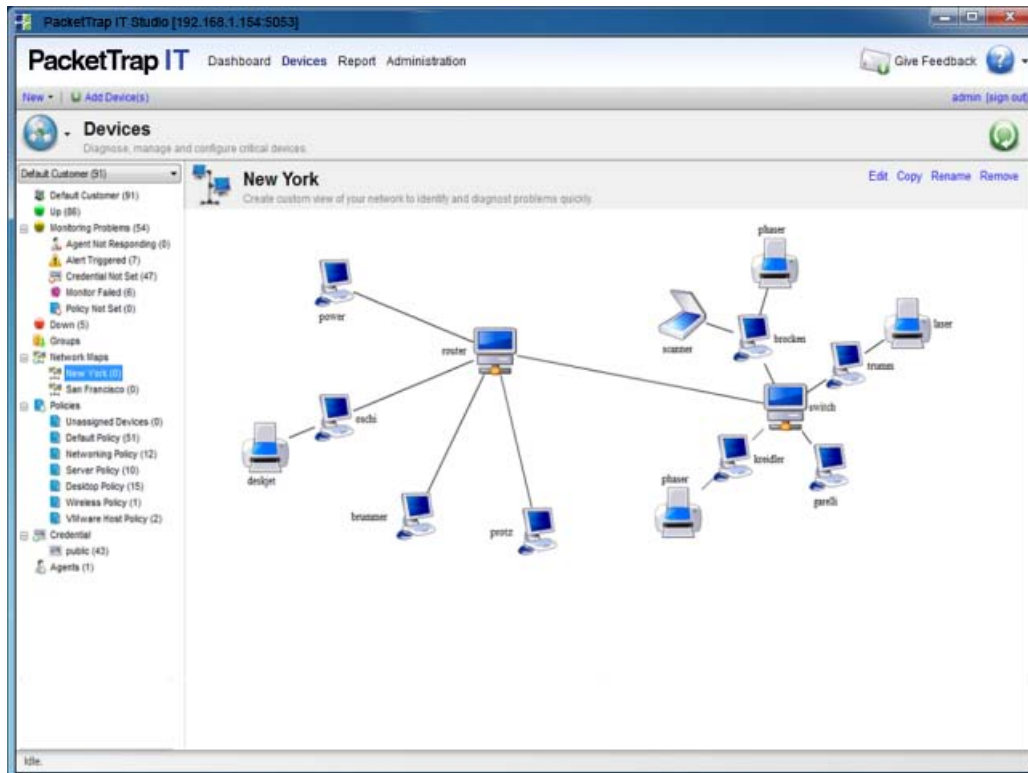 PacketTrap IT Studio [192.168.1.154:5053]
PacketTrap IT Dashboard Devices Report Administration Give Feedback
New Add Device(s) admin [sign out]
Devices
Diagnose, manage and configure critical devices.
Default Customer (91)
New York
Edit Copy Rename Remove
Create custom view of your network to identify and diagnost problems quickly.
Default Customer (91)
Up (86)
Monitoring Problems (54)
Agent Not Responding (0)
Alert Triggered (7)
Credential Not Set (47)
Monitor Failed (6)
Policy Not Set (0)
Down (5)
Groups
Network Maps
New York (0)
San Francisco (0)
Policies
Unassigned Devices (0)
Default Policy (51)
Networking Policy (12)
Server Policy (10)
Desktop Policy (15)
Wireless Policy (1)
VMware Host Policy (2)
Credential
public (43)
Agents (1)
phaser
power
router
scanner
brocken
laser
trumm
switch
euchi
deskjet
kreidler
phaser
garelli
brummer
protz
Idle.